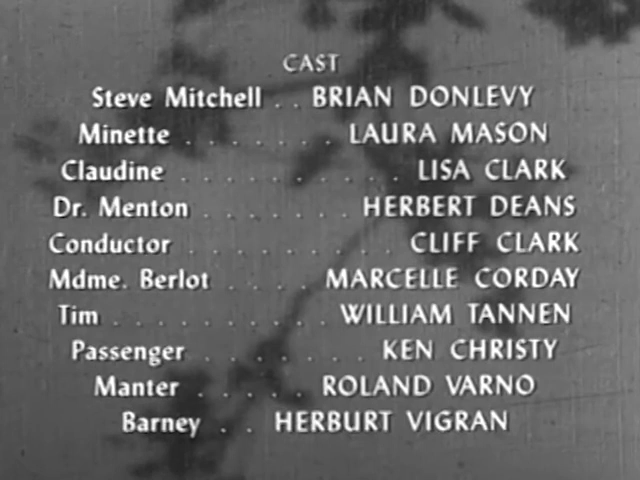 CAST
Steve Mitchell . . BRIAN DONLEVY
Minette . . . . . . . LAURA MASON
Claudine . . . . . . . . . . LISA CLARK
Dr. Menton . . . . . . . HERBERT DEANS
Conductor . . . . . . . . . . CLIFF CLARK
Mdme. Berlot . . . . MARCELLE CORDAY
Tim . . . . . . . . . . WILLIAM TANNEN
Passenger . . . . . . . KEN CHRISTY
Manter . . . . . ROLAND VARNO
Barney . . HERBURT VIGRAN